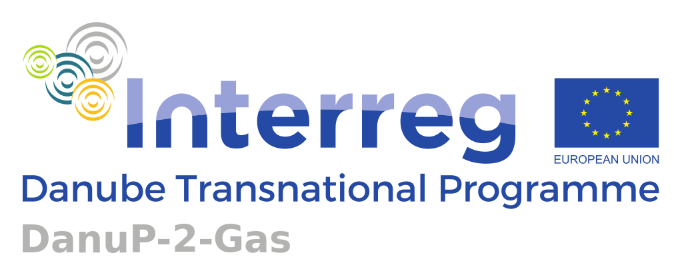 Interreg
EUROPEAN UNION
Danube Transnational Programme
DanuP-2-Gas